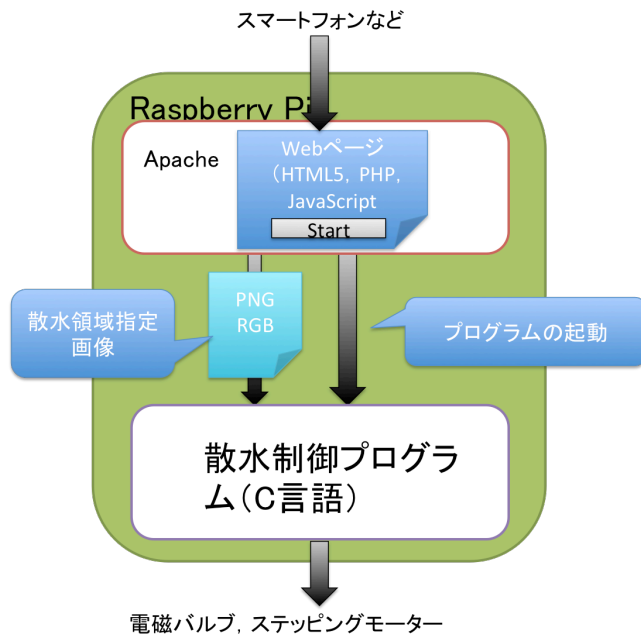 スマートフォンなど
Raspberry Pi
Apache
Webページ
（HTML5, PHP,
JavaScript
Start
PNG
RGB
散水領域指定
画像
プログラムの起動
散水制御プログラ
ム（C言語）
電磁バルブ, ステッピングモーター